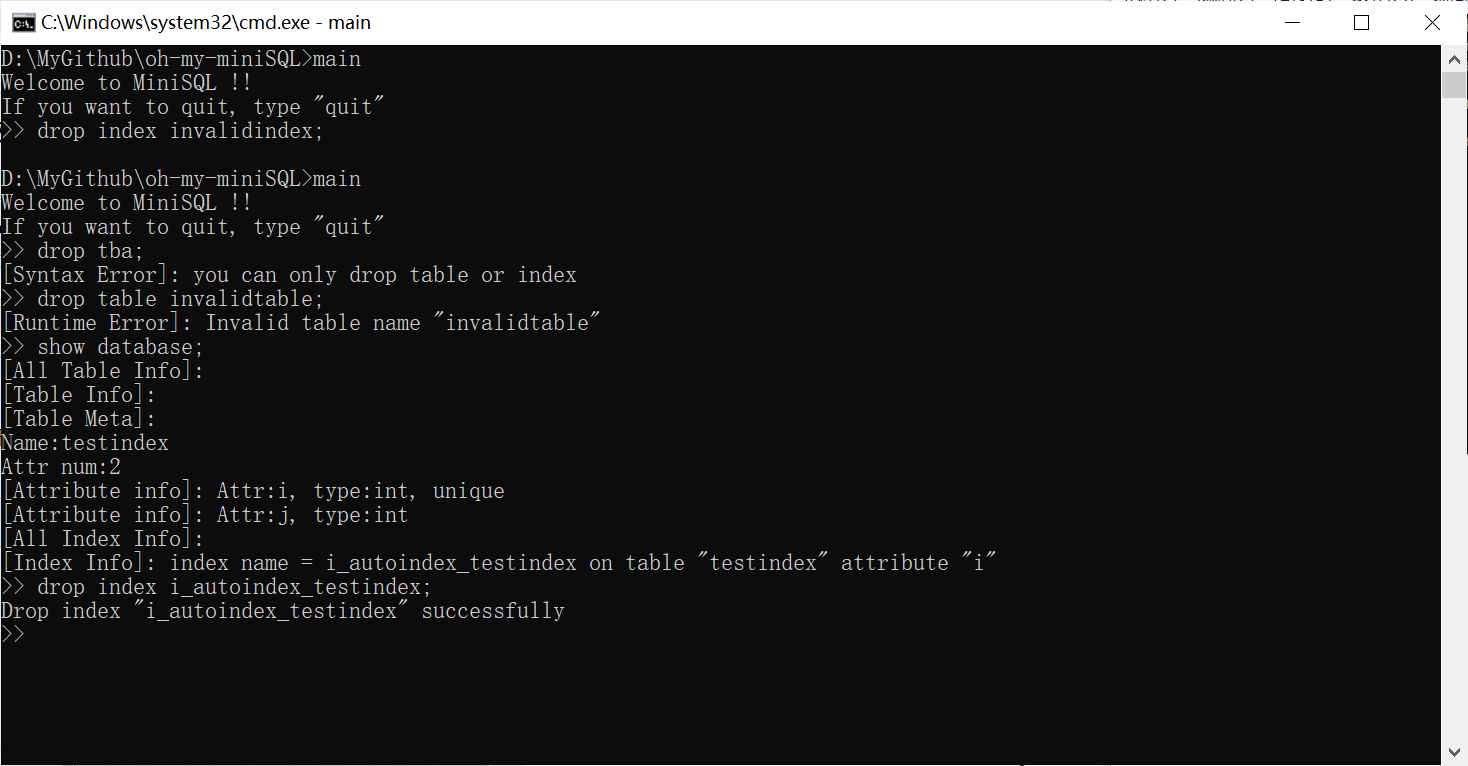 C:\Windows\system32\cmd.exe - main
D:\MyGithub\oh-my-miniSQL>main
Welcome to MiniSQL !!
If you want to quit, type "quit"
>> drop index invalidindex;
D:\MyGithub\oh-my-miniSQL>main
Welcome to MiniSQL !!
If you want to quit, type "quit"
>> drop tba;
[Syntax Error]: you can only drop table or index
>> drop table invalidtable;
[Runtime Error]: Invalid table name "invalidtable"
>> show database;
[All Table Info]:
[Table Info]:
[Table Meta]:
Name:testindex
Attr num:2
[Attribute info]: Attr:i, type:int, unique
[Attribute info]: Attr:j, type:int
[All Index Info]:
[Index Info]: index name = i_autoindex_testindex on table "testindex" attribute "i"
>> drop index i_autoindex_testindex;
Drop index "i_autoindex_testindex" successfully
>>